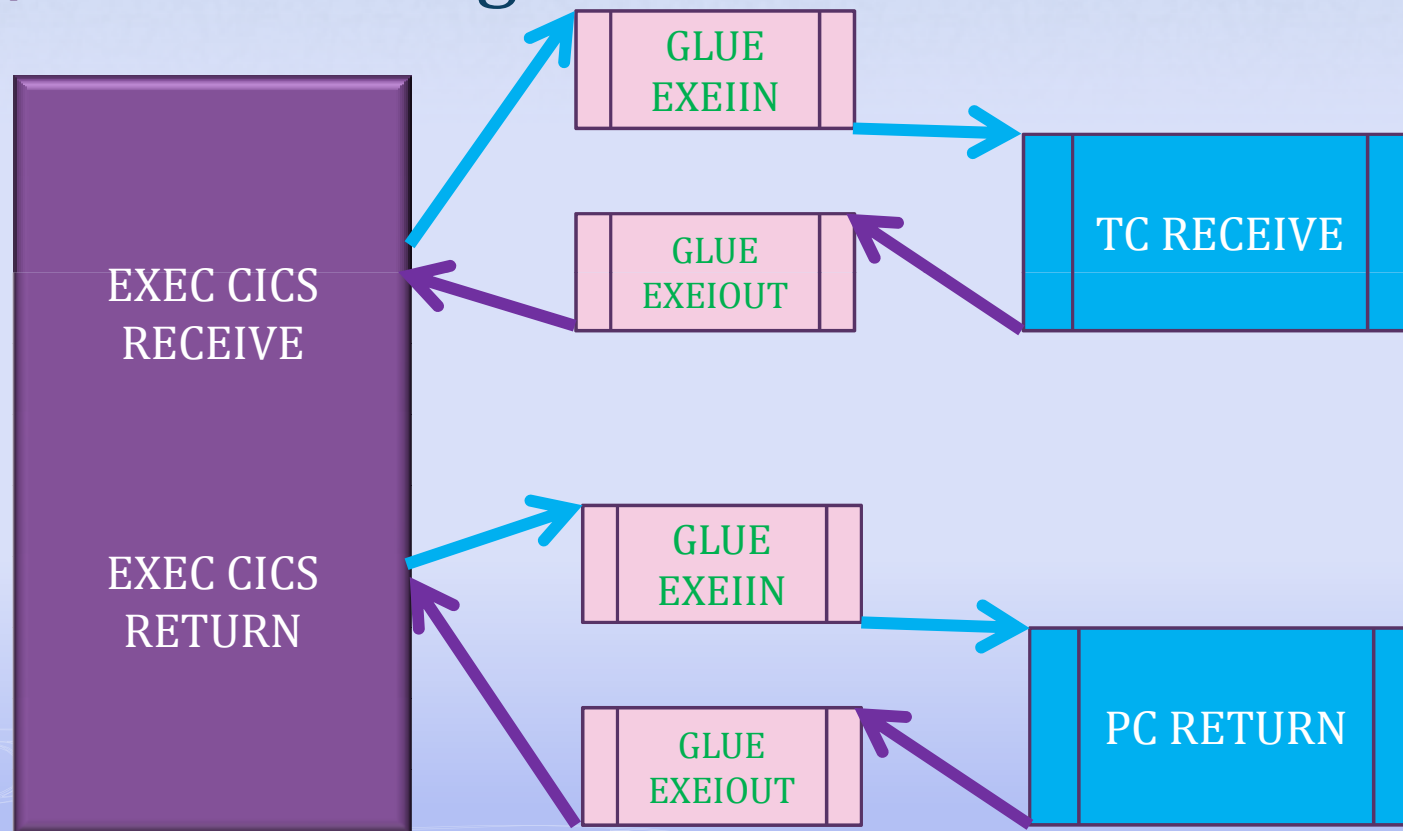 GLUE
EXEIIN
EXEC CICS
RECEIVE
TC RECEIVE
GLUE
EXEIOUT
EXEC CICS
RETURN
GLUE
EXEIIN
PC RETURN
GLUE
EXEIOUT